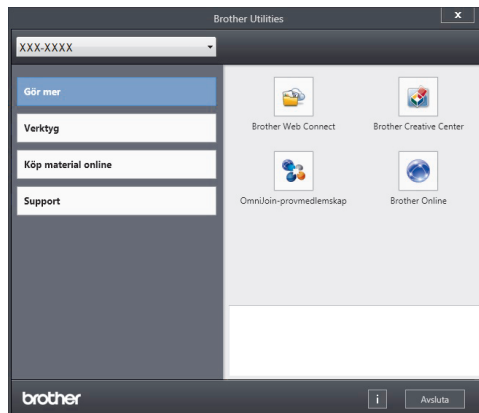 Brother Utilities
X
XXX-XXXX
Gör mer
Verktyg
Köp material online
Support
Brother Web Connect
Brother Creative Center
OmniJoin-provmedlemskap
Brother Online
brother
i
Avsluta